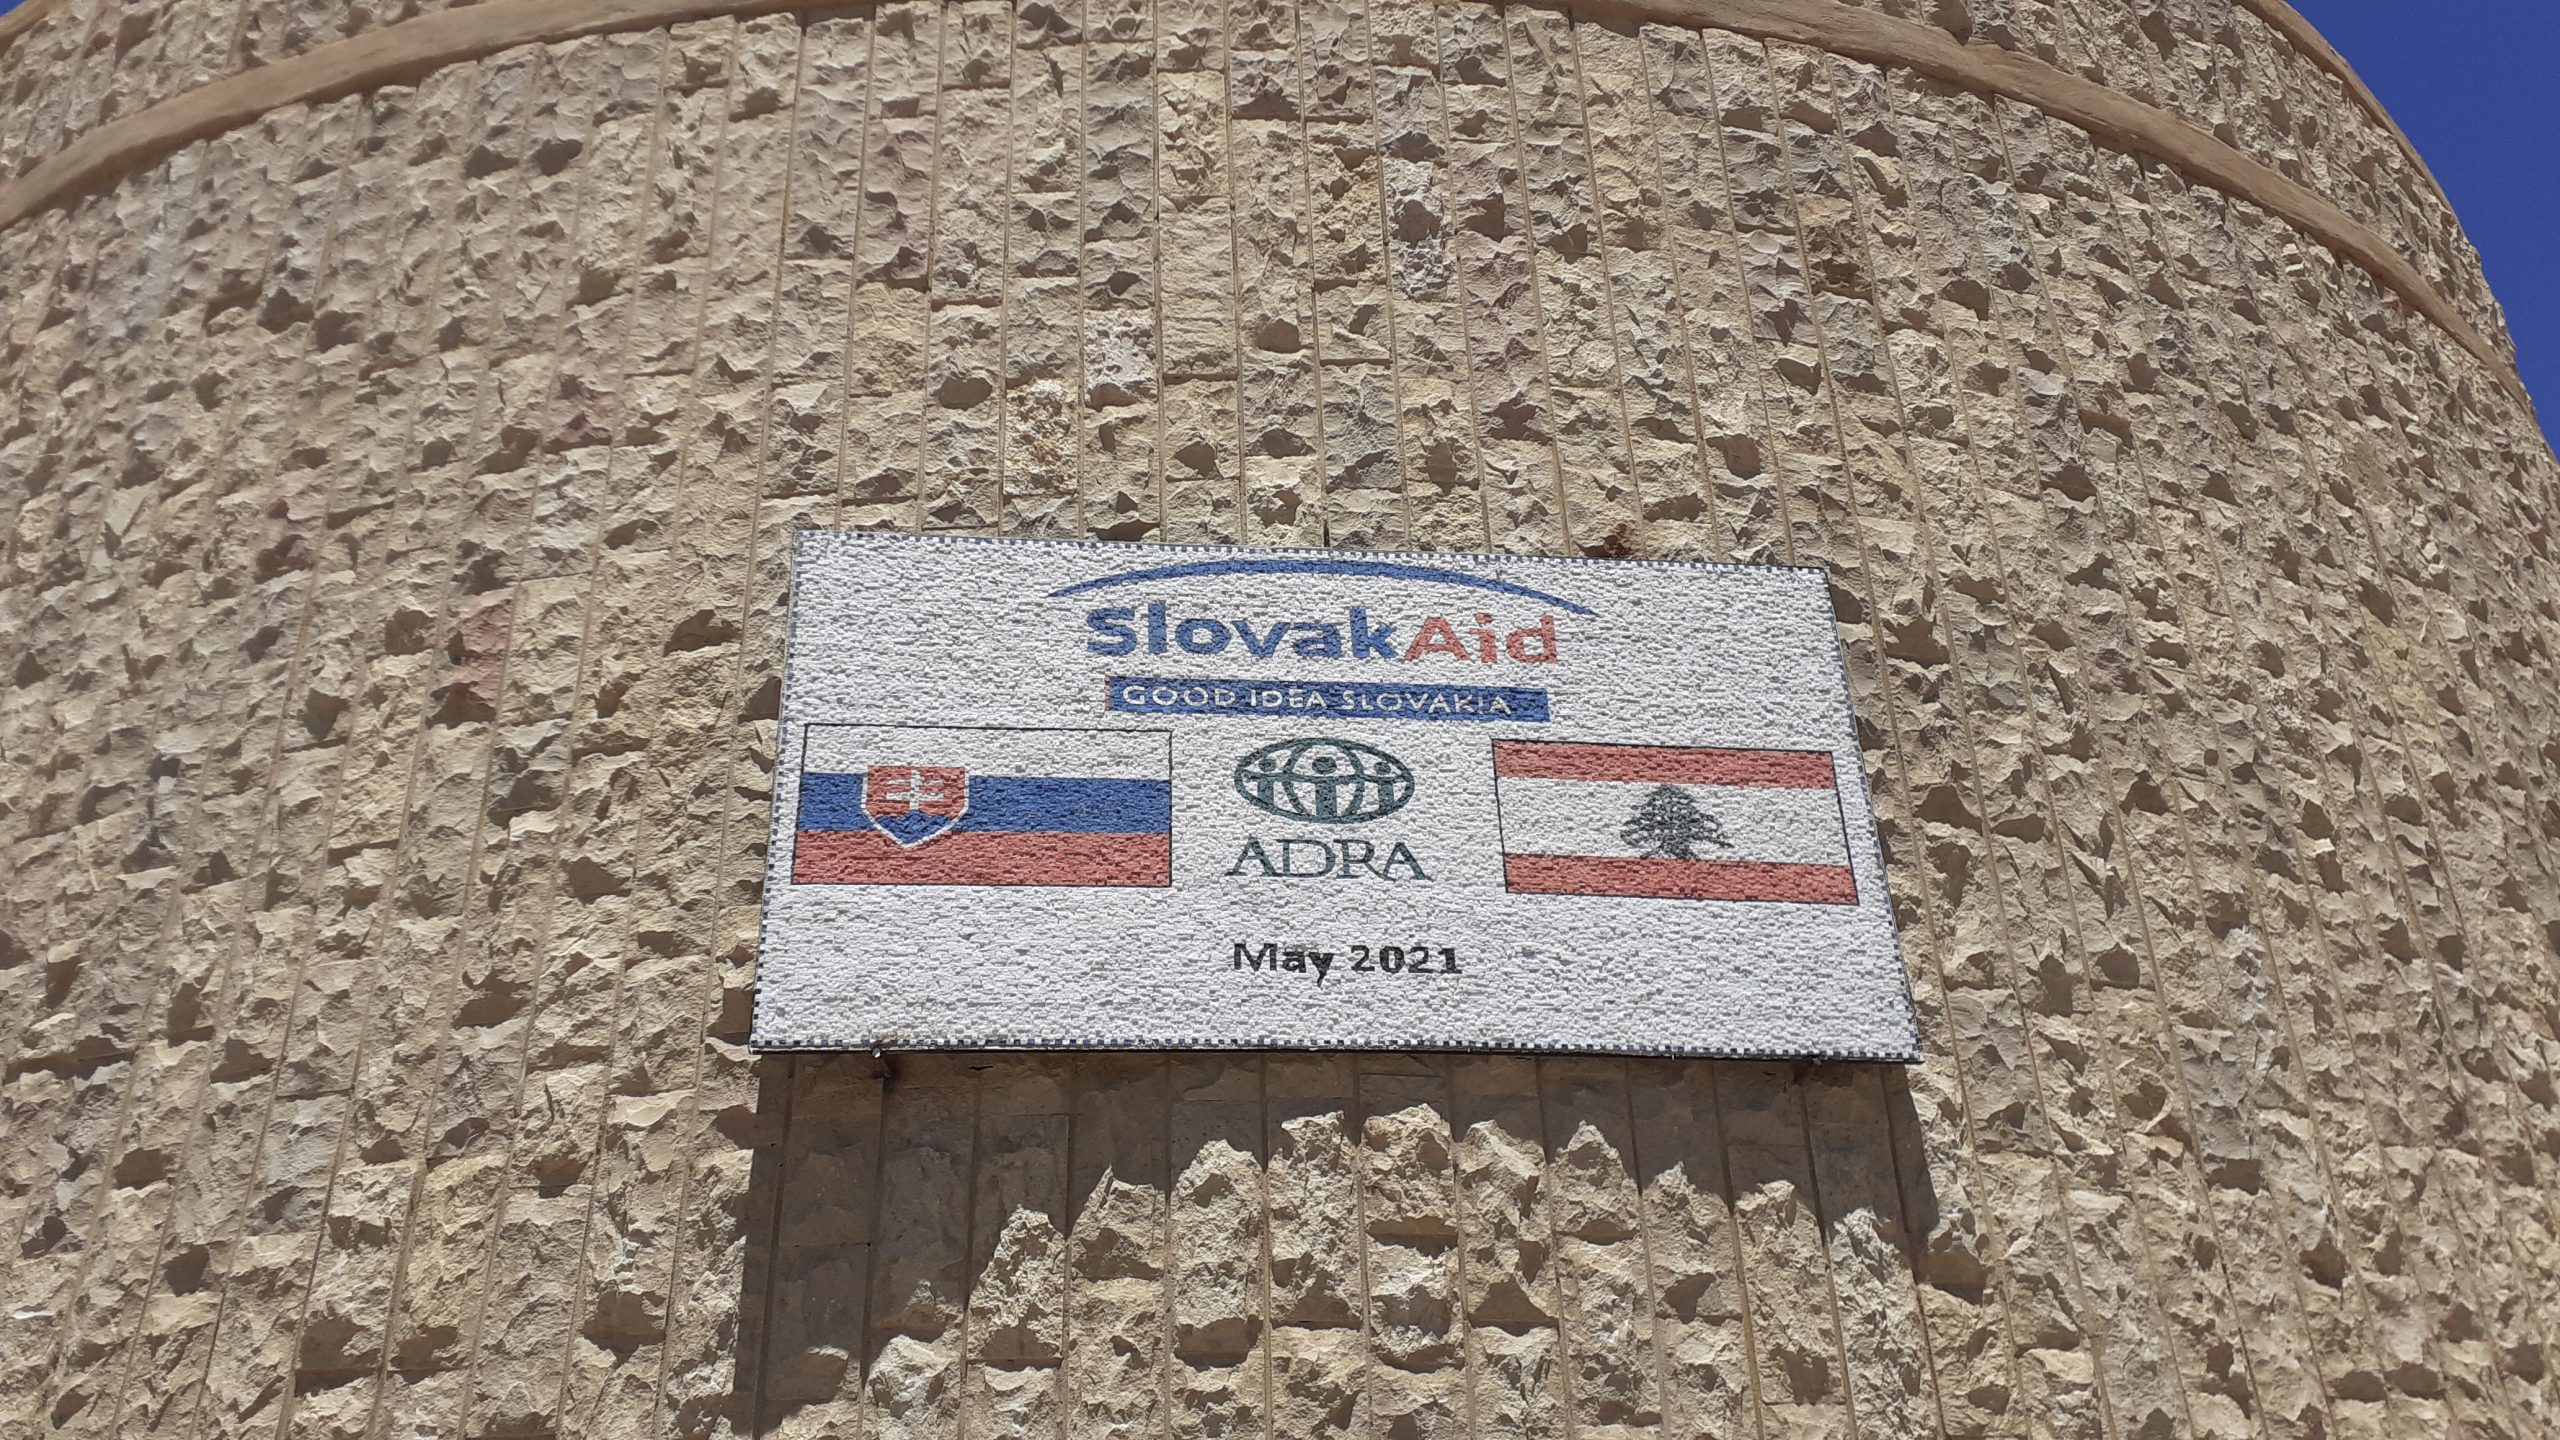 SlovakAid
GOOD IDEA SLOVAKIA
ADRA
May 2021